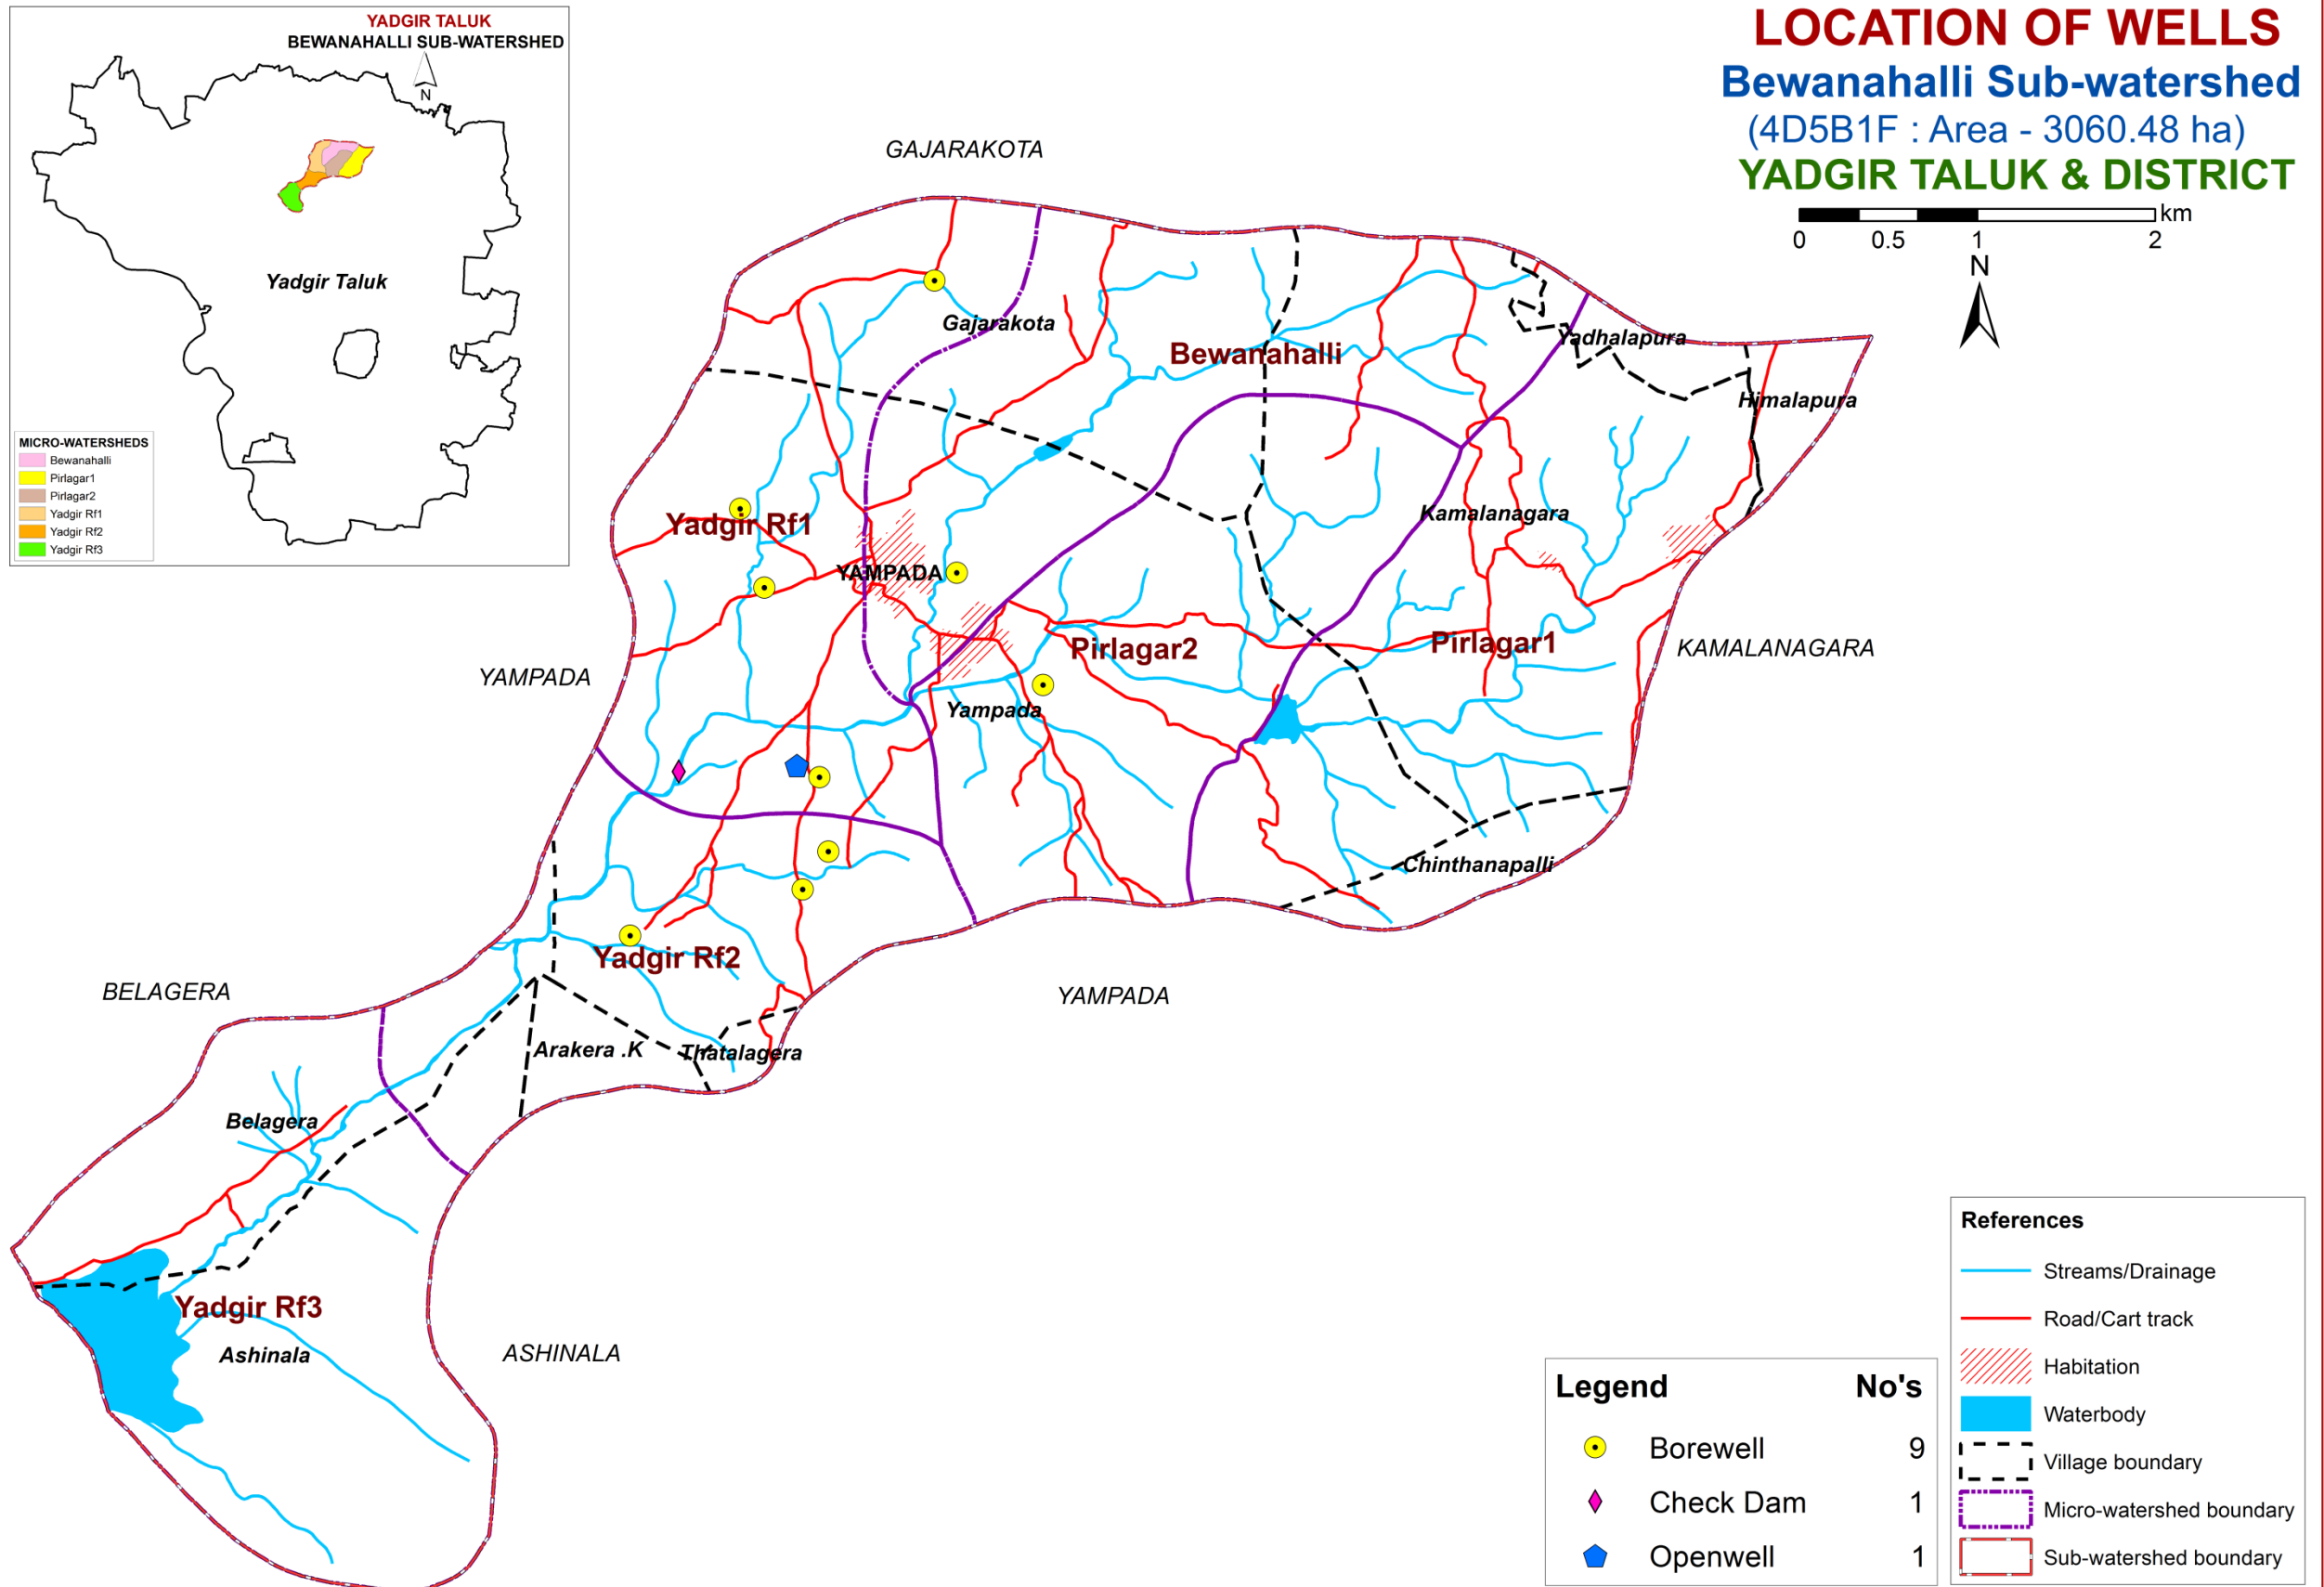 YADGIR TALUK
BEWANAHALLI SUB-WATERSHED
N
Yadgir Taluk
MICRO-WATERSHEDS
Bewanahalli
Pirlagar1
Pirlagar2
Yadgir Rf1
Yadgir Rf2
Yadgir Rf3
LOCATION OF WELLS
Bewanahalli Sub-watershed
(4D5B1F : Area - 3060.48 ha)
YADGIR TALUK & DISTRICT
km
0 0.5 1 2
N
GAJARAKOTA
Gajarakota
Bewanahalli
Yadhalapura
Himalapura
Yadgir Rf1
Kamalanagara
YAMPADA
Pirlagar2
Pirlagar1
KAMALANAGARA
YAMPADA
Yampada
Chinthanapalli
Yadgir Rf2
BELAGERA
YAMPADA
Arakera .K
Thatalagera
Belagera
Yadgir Rf3
Ashinala
ASHINALA
Legend No's
Borewell 9
Check Dam 1
Openwell 1
References
Streams/Drainage
Road/Cart track
Habitation
Waterbody
Village boundary
Micro-watershed boundary
Sub-watershed boundary